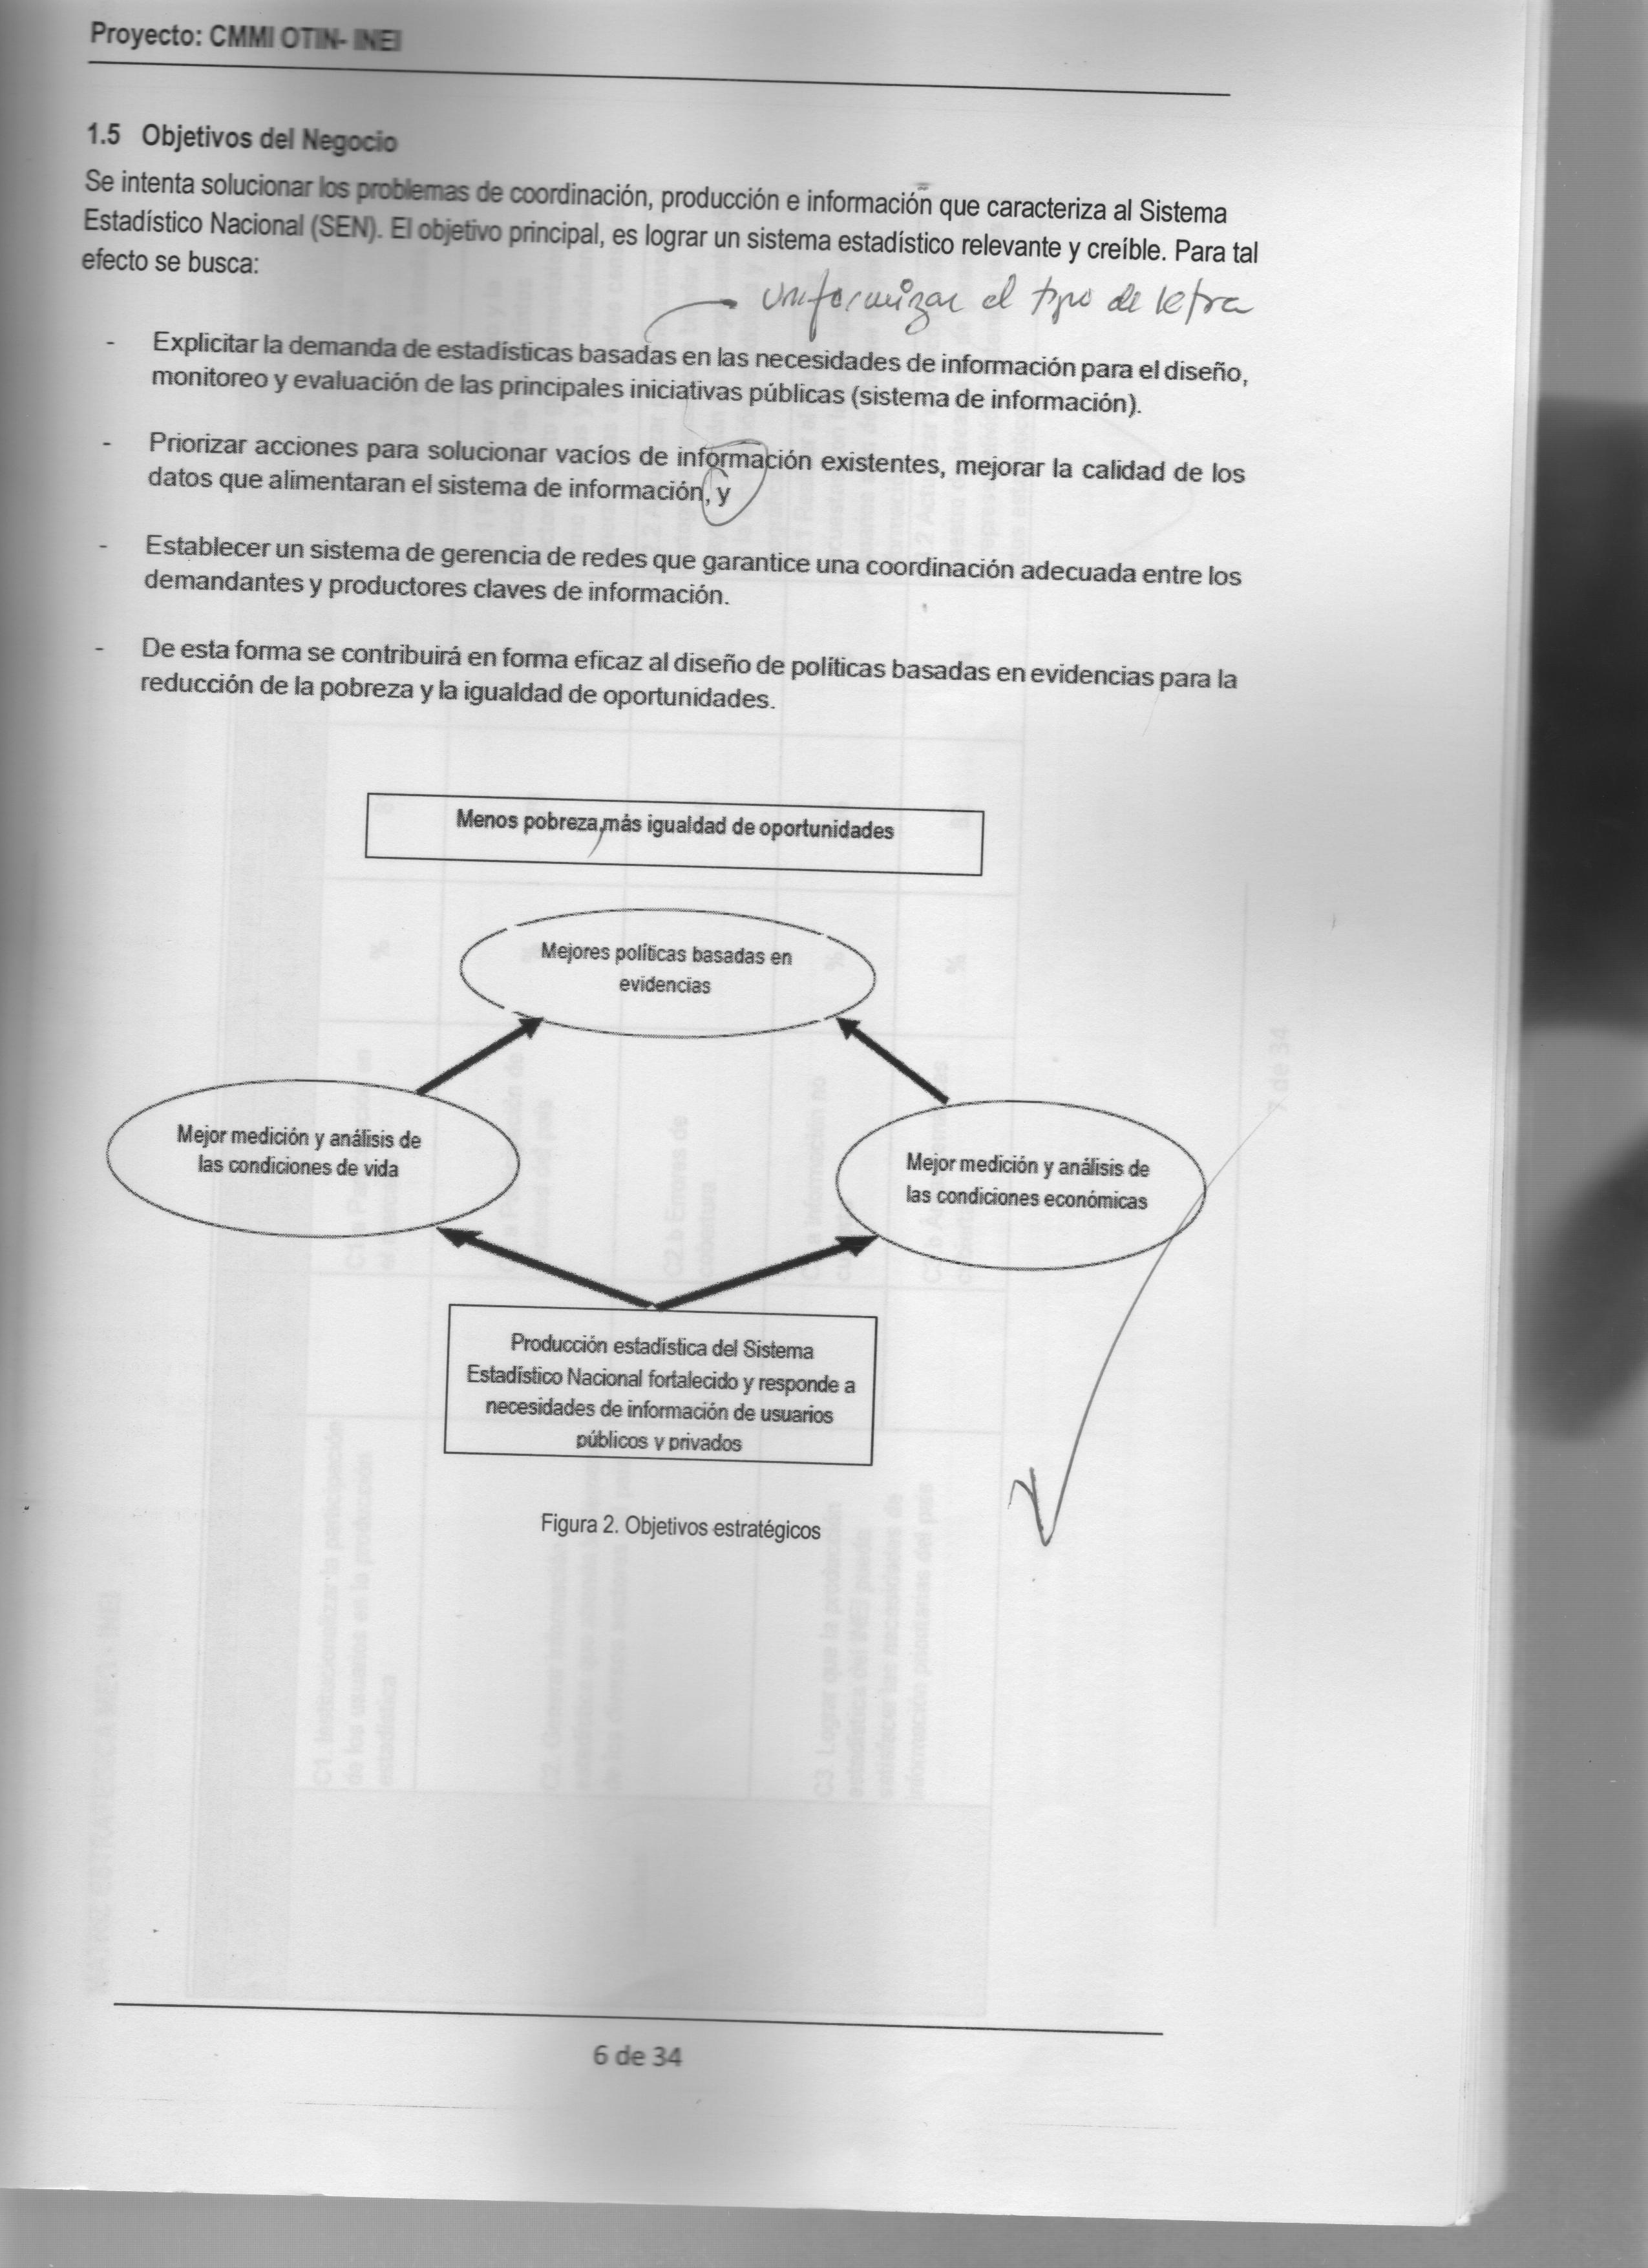 Proyecto: CMMI OTIN- INEI
1.5 Objetivos del Negocio
Se intenta solucionar los problemas de coordinación, producción e información que caracteriza al Sistema
Estadístico Nacional (SEN). El objetivo principal, es lograr un sistema estadístico relevante y creíble. Para tal
efecto se busca:
uniformizar el tipo de letra
- Explicitar la demanda de estadísticas basadas en las necesidades de información para el diseño,
monitoreo y evaluación de las principales iniciativas públicas (sistema de información).
- Priorizar acciones para solucionar vacíos de información existentes, mejorar la calidad de los
datos que alimentaran el sistema de información, y
- Establecer un sistema de gerencia de redes que garantice una coordinación adecuada entre los
demandantes y productores claves de información.
- De esta forma se contribuirá en forma eficaz al diseño de políticas basadas en evidencias para la
reducción de la pobreza y la igualdad de oportunidades.
Menos pobreza,más igualdad de oportunidades
Mejores políticas basadas en
evidencias
Mejor medición y análisis de
las condiciones de vida
Mejor medición y análisis de
las condiciones económicas
Producción estadística del Sistema
Estadístico Nacional fortalecido y responde a
necesidades de información de usuarios
públicos y privados
Figura 2. Objetivos estratégicos
6 de 34